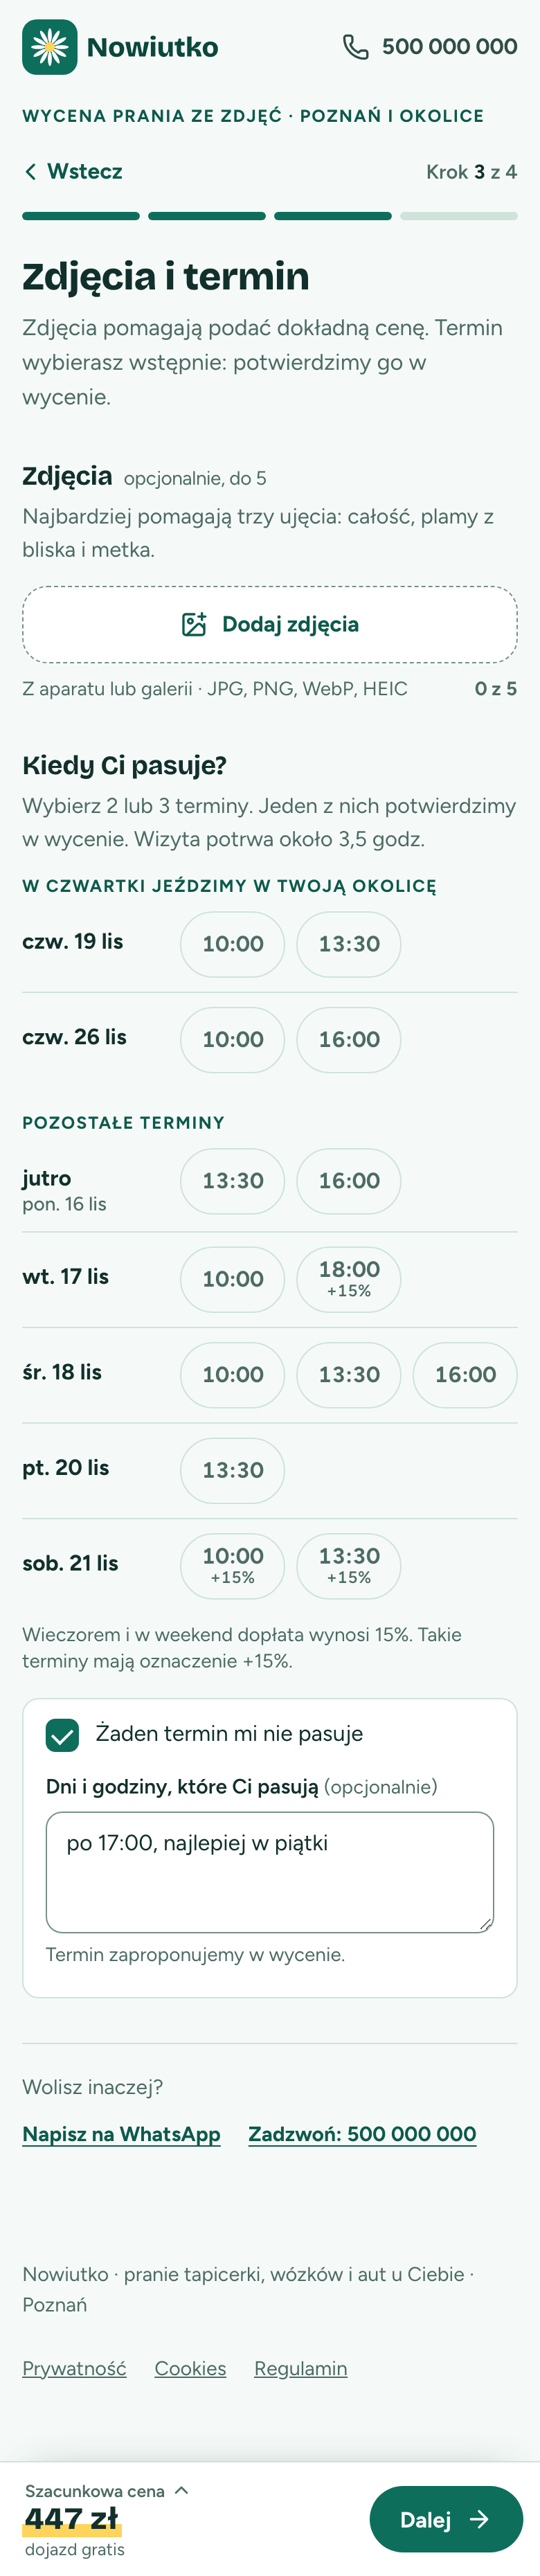 Nowiutko
500 000 000
WYCENA PRANIA ZE ZDJĘĆ · POZNAŃ I OKOLICE
Wstecz
Krok 3 z 4
Zdjęcia i termin
Zdjęcia pomagają podać dokładną cenę. Termin
wybierasz wstępnie: potwierdzimy go w
wycenie.
Zdjęcia opcjonalnie, do 5
Najbardziej pomagają trzy ujęcia: całość, plamy z
bliska i metka.
Dodaj zdjęcia
Z aparatu lub galerii · JPG, PNG, WebP, HEIC
0 z 5
Kiedy Ci pasuje?
Wybierz 2 lub 3 terminy. Jeden z nich potwierdzimy
w wycenie. Wizyta potrwa około 3,5 godz.
W CZWARTKI JEŹDZIMY W TWOJĄ OKOLICĘ
czw. 19 lis 10:00 13:30
czw. 26 lis 10:00 16:00
POZOSTAŁE TERMINY
jutro 13:30 16:00
pon. 16 lis
wt. 17 lis 10:00 18:00
+15%
śr. 18 lis 10:00 13:30 16:00
pt. 20 lis 13:30
sob. 21 lis 10:00 13:30
+15% +15%
Wieczorem i w weekend dopłata wynosi 15%. Takie
terminy mają oznaczenie +15%.
Żaden termin mi nie pasuje
Dni i godziny, które Ci pasują (opcjonalnie)
po 17:00, najlepiej w piątki
Termin zaproponujemy w wycenie.
Wolisz inaczej?
Napisz na WhatsApp Zadzwoń: 500 000 000
Nowiutko · pranie tapicerki, wózków i aut u Ciebie ·
Poznań
Prywatność Cookies Regulamin
Szacunkowa cena
447 zł
dojazd gratis
Dalej